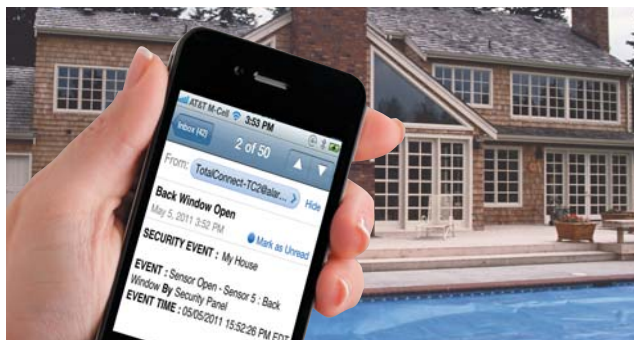 AT&T M-Cell 3:53 PM
Inbox (42) 2 of 50
From: TotalConnect-TC2@alar... Hide
Back Window Open
May 5, 2011 3:52 PM Mark as Unread
SECURITY EVENT : My House
EVENT : Sensor Open - Sensor 5 : Back
Window By Security Panel
EVENT TIME : 05/05/2011 15:52:26 PM EDT